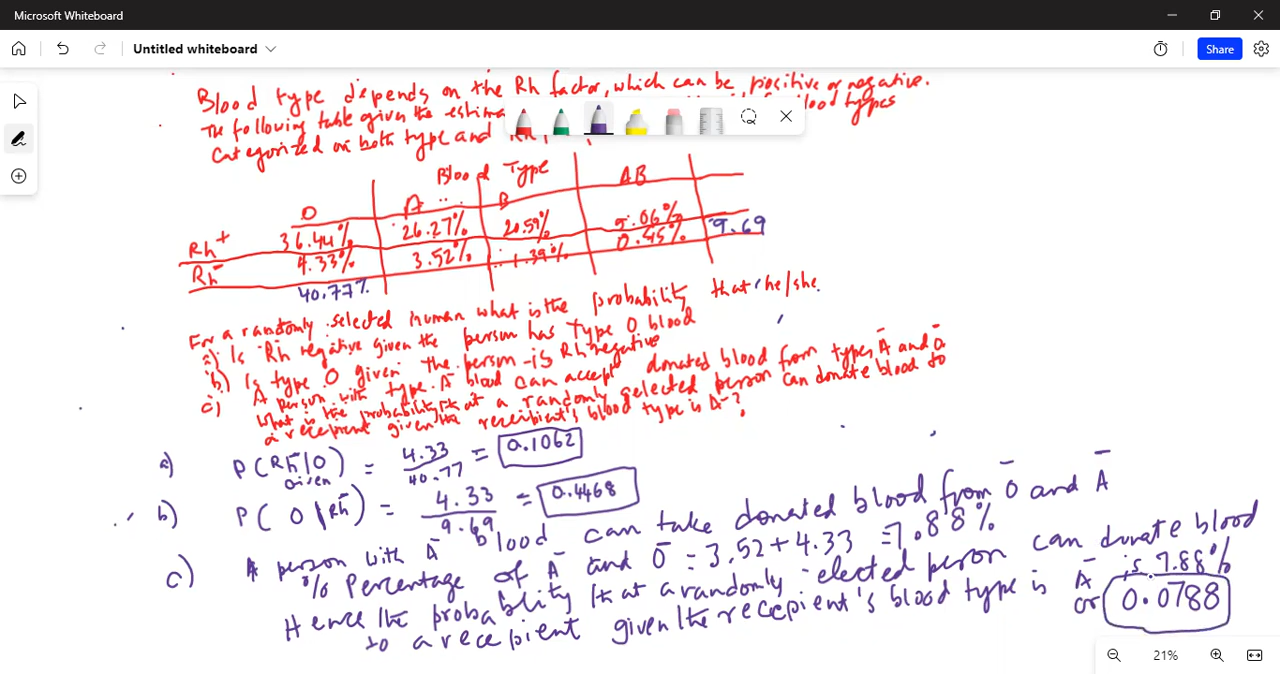 Microsoft Whiteboard
Untitled whiteboard
Share
Blood type depends on the Rh factor, which can be positive or negative.
The following table given the estim blood types
Categorized on both type and
Blood Type
O A B AB
Rh+ 36.44% 26.27% 20.59% 9.06%
Rh- 4.33% 3.52% 1.39% 0.45% 9.69
40.77%
For a randomly selected human what is the probability that he/she
a) Is Rh negative given the person has Type O blood
b) Is type O given the person is Rh negative
c) A person with type A- blood can accept donated blood from types A- and O-
What is the probability that a randomly selected person can donate blood to
a recepient given the recipient's blood type is A-?
a) P(Rh-|O) = 4.33/40.77 = 0.1062
Given
b) P( O |Rh-) = 4.33/9.69 = 0.4468
c) A person with A- blood can take donated blood from O- and A-
% Percentage of A- and O- = 3.52+4.33 =7.88%
Hence the probability that a randomly elected person can donate blood
to a recepient given the recepient's blood type is A- is 7.88%
or 0.0788
21%